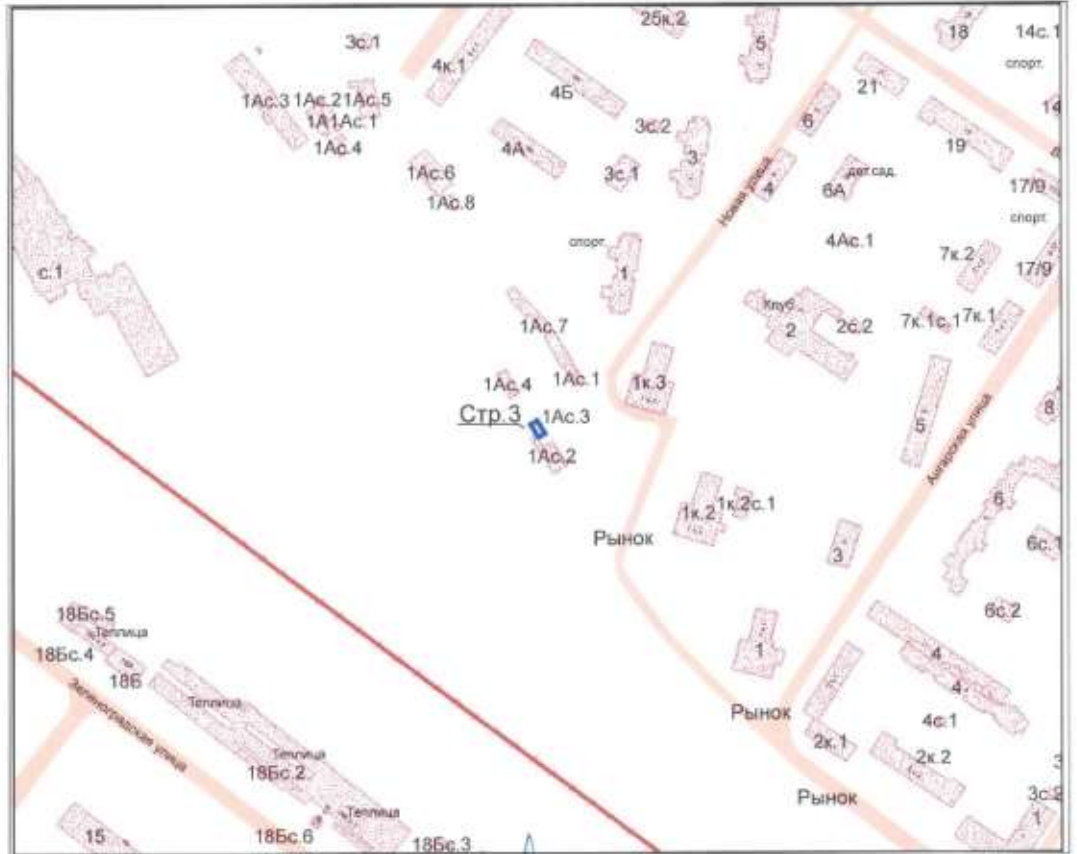 25к.2
18
14с.1
3с.1
5
спорт.
4к.1
21
4Б
14
1Ас.3
1Ас.2
1Ас.5
6
1А
1Ас.1
3с.2
19
1Ас.4
4А
3
1Ас.6
3с.1
дет.сад.
6А
17/9
1Ас.8
Новая улица
спорт.
спорт.
4Ас.1
7к.2
с.1
1
17/9
Клуб
1Ас.7
2
2с.2
7к.1с.1
7к.1
1Ас.4
1Ас.1
1к.3
Стр.3
1Ас.3
5
8
1Ас.2
Ангарская улица
1к.2
1к.2с.1
6
Рынок
3
6с.1
18Бс.5
Теплица
6с.2
18Бс.4
18Б
1
4
Зеленоградская улица
Теплица
4
Рынок
4с.1
2к.1
2к.2
Теплица
18Бс.2
Рынок
3с.2
Теплица
15
18Бс.6
18Бс.3
1